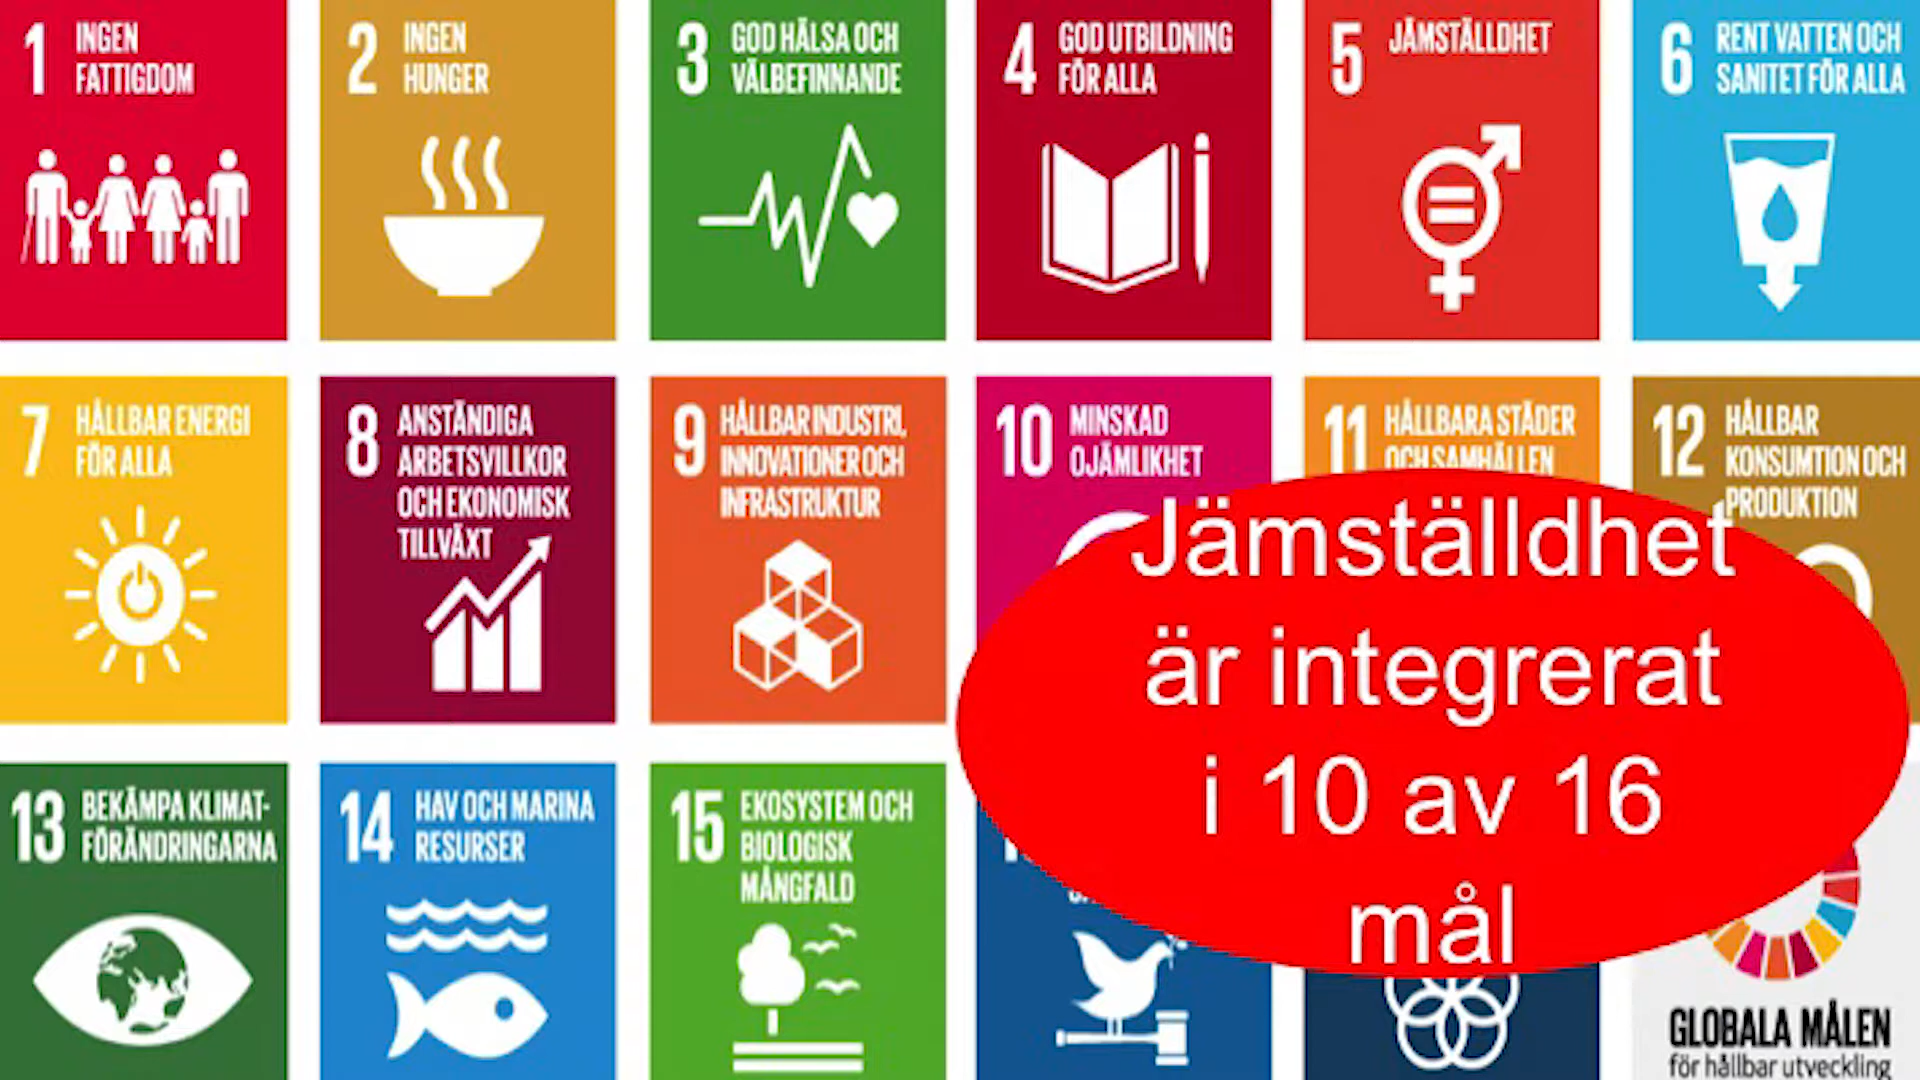 1 INGEN
FATTIGDOM
2 INGEN
HUNGER
3 GOD HÄLSA OCH
VÄLBEFINNANDE
4 GOD UTBILDNING
FÖR ALLA
5 JÄMSTÄLLDHET
6 RENT VATTEN OCH
SANITET FÖR ALLA
7 HÅLLBAR ENERGI
FÖR ALLA
8 ANSTÄNDIGA
ARBETSVILLKOR
OCH EKONOMISK
TILLVÄXT
9 HÅLLBAR INDUSTRI,
INNOVATIONER OCH
INFRASTRUKTUR
10 MINSKAD
OJÄMLIKHET
11 HÅLLBARA STÄDER
OCH SAMHÄLLEN
12 HÅLLBAR
KONSUMTION OCH
PRODUKTION
Jämställdhet
är integrerat
i 10 av 16
mål
13 BEKÄMPA KLIMAT-
FÖRÄNDRINGARNA
14 HAV OCH MARINA
RESURSER
15 EKOSYSTEM OCH
BIOLOGISK
MÅNGFALD
GLOBALA MÅLEN
för hållbar utveckling